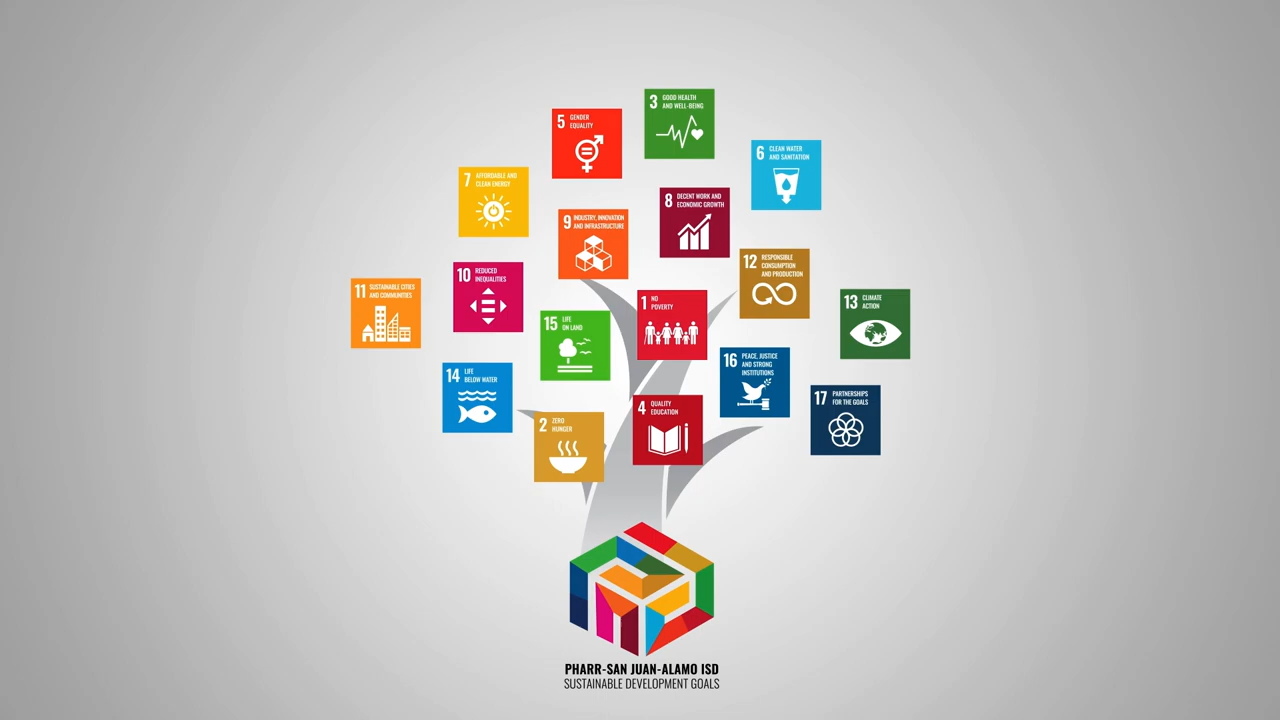 3 GOOD HEALTH
AND WELL-BEING
5 GENDER
EQUALITY
6 CLEAN WATER
AND SANITATION
7 AFFORDABLE AND
CLEAN ENERGY
8 DECENT WORK AND
ECONOMIC GROWTH
9 INDUSTRY, INNOVATION
AND INFRASTRUCTURE
12 RESPONSIBLE
CONSUMPTION
AND PRODUCTION
10 REDUCED
INEQUALITIES
11 SUSTAINABLE CITIES
AND COMMUNITIES
1 NO
POVERTY
13 CLIMATE
ACTION
15 LIFE
ON LAND
16 PEACE, JUSTICE
AND STRONG
INSTITUTIONS
14 LIFE
BELOW WATER
17 PARTNERSHIPS
FOR THE GOALS
4 QUALITY
EDUCATION
2 ZERO
HUNGER
PHARR-SAN JUAN-ALAMO ISD
SUSTAINABLE DEVELOPMENT GOALS